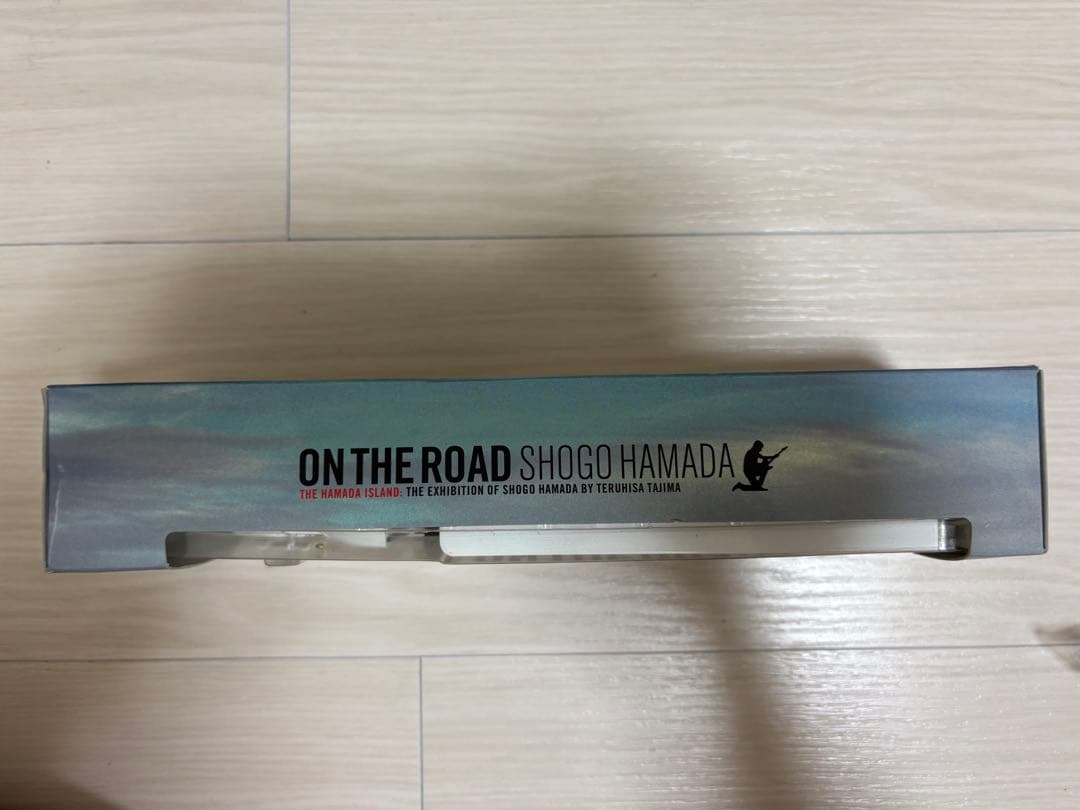 ON THE ROAD SHOGO HAMADA
THE HAMADA ISLAND: THE EXHIBITION OF SHOGO HAMADA BY TERUHISA TAJIMA